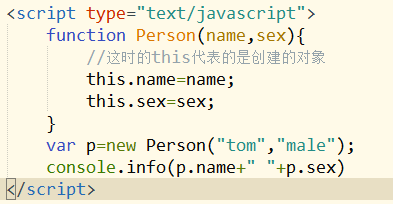 <script type="text/javascript">
function Person(name,sex){
//这时的this代表的是创建的对象
this.name=name;
this.sex=sex;
}
var p=new Person("tom","male");
console.info(p.name+" "+p.sex)
</script>